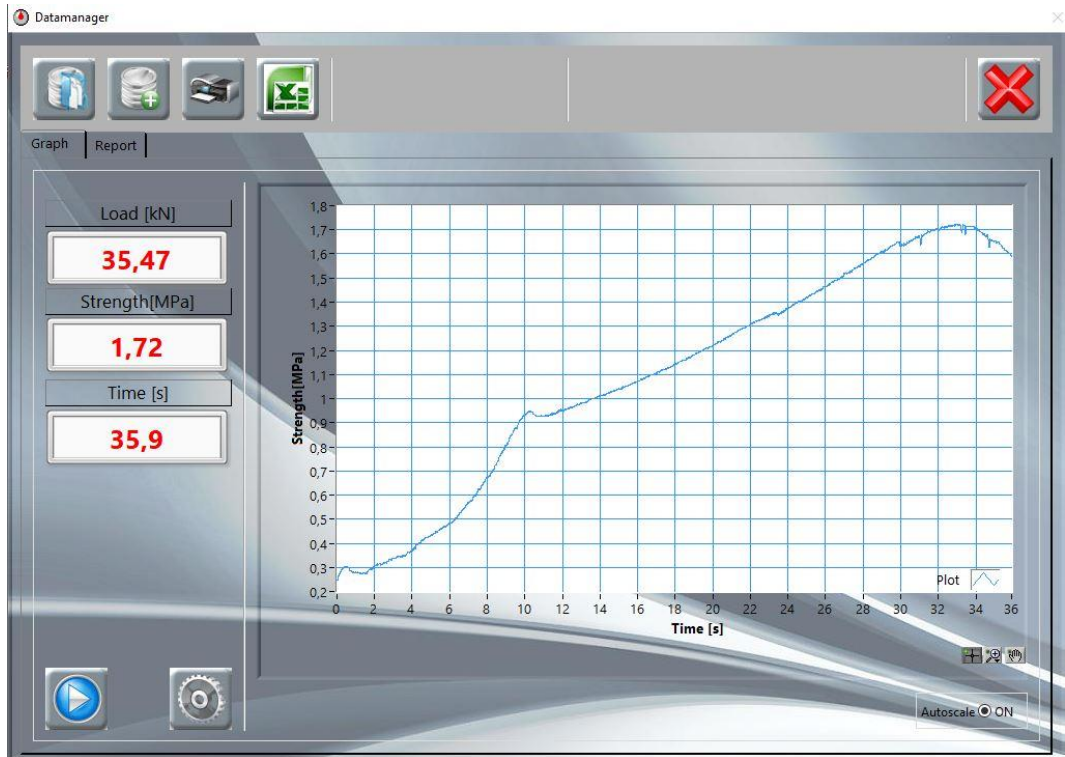 Datamanager
Graph
Report
Load [kN]
35,47
Strength[MPa]
1,72
Time [s]
35,9
Strength[MPa]
1,8
1,7
1,6
1,5
1,4
1,3
1,2
1,1
1
0,9
0,8
0,7
0,6
0,5
0,4
0,3
0,2
0 2 4 6 8 10 12 14 16 18 20 22 24 26 28 30 32 34 36
Time [s]
Plot
Autoscale ON